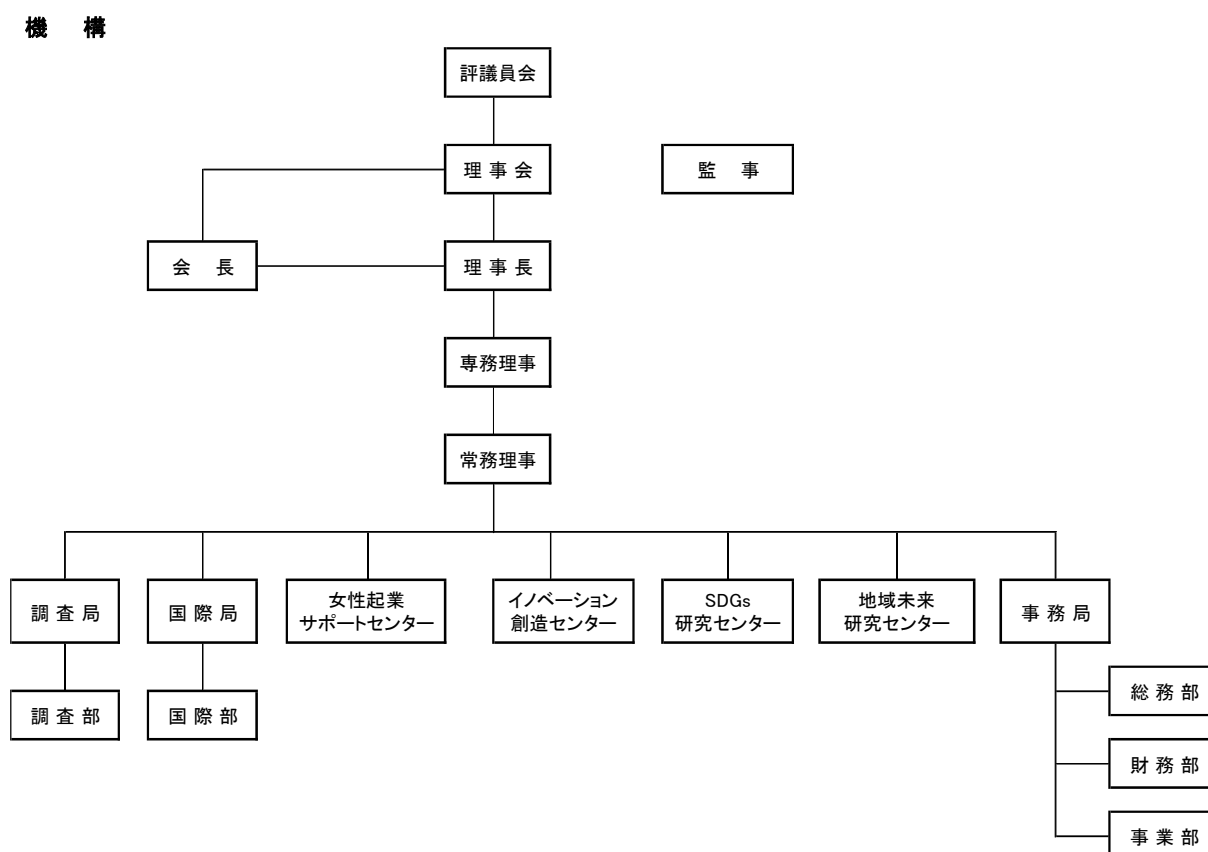 機 構
評議員会
理事会
監 事
会 長
理事長
専務理事
常務理事
調査局
国際局
女性起業
サポートセンター
イノベーション
創造センター
SDGs
研究センター
地域未来
研究センター
事務局
調査部
国際部
総務部
財務部
事業部